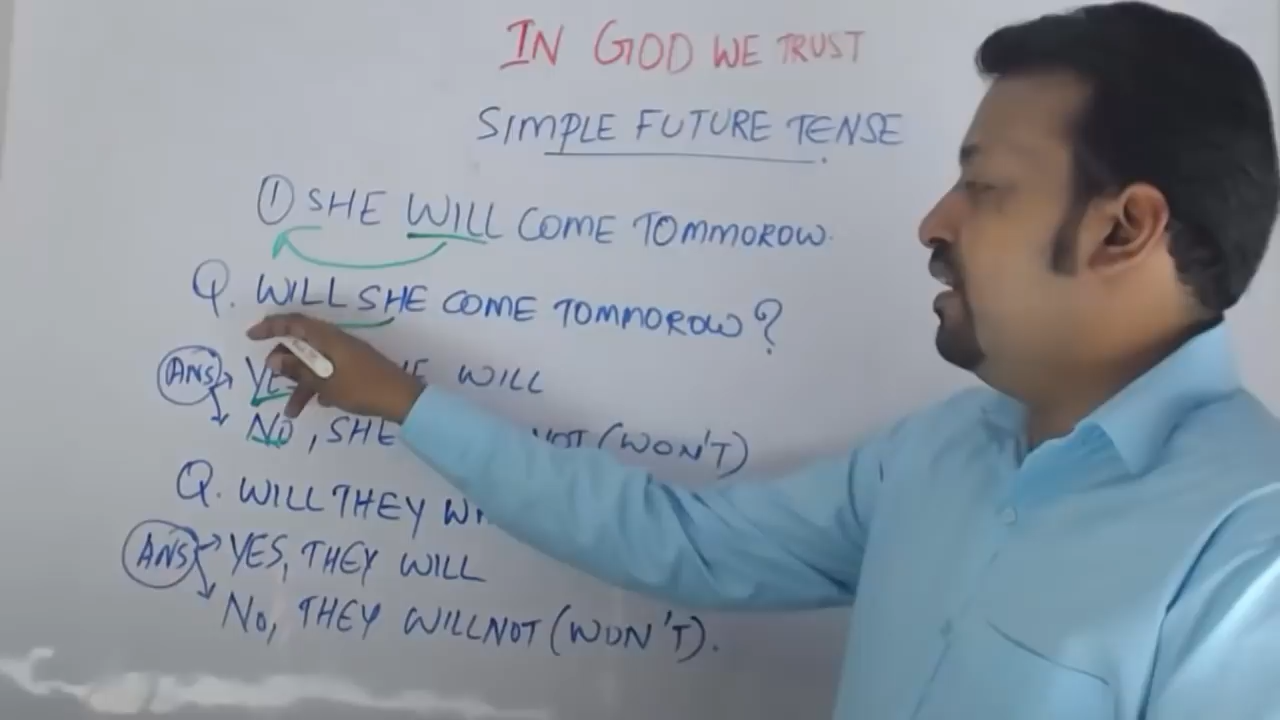 IN GOD WE TRUST
SIMPLE FUTURE TENSE
① SHE WILL COME TOMMOROW.
Q. WILL SHE COME TOMMOROW?
ANS YES WILL
NO, SHE NOT (WON'T)
Q. WILL THEY
ANS YES, THEY WILL
NO, THEY WILL NOT (WON'T).